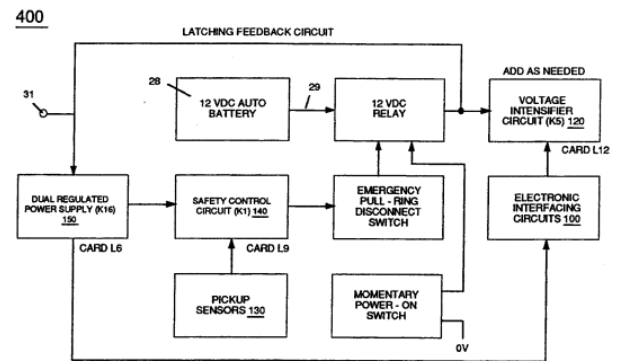 400
LATCHING FEEDBACK CIRCUIT
31
28
12 VDC AUTO
BATTERY
29
12 VDC
RELAY
ADD AS NEEDED
VOLTAGE
INTENSIFIER
CIRCUIT (K5) 120
CARD L12
DUAL REGULATED
POWER SUPPLY (K16)
150
CARD L6
SAFETY CONTROL
CIRCUIT (K1) 140
CARD L9
EMERGENCY
PULL - RING
DISCONNECT
SWITCH
ELECTRONIC
INTERFACING
CIRCUITS 100
PICKUP
SENSORS 130
MOMENTARY
POWER - ON
SWITCH
0V